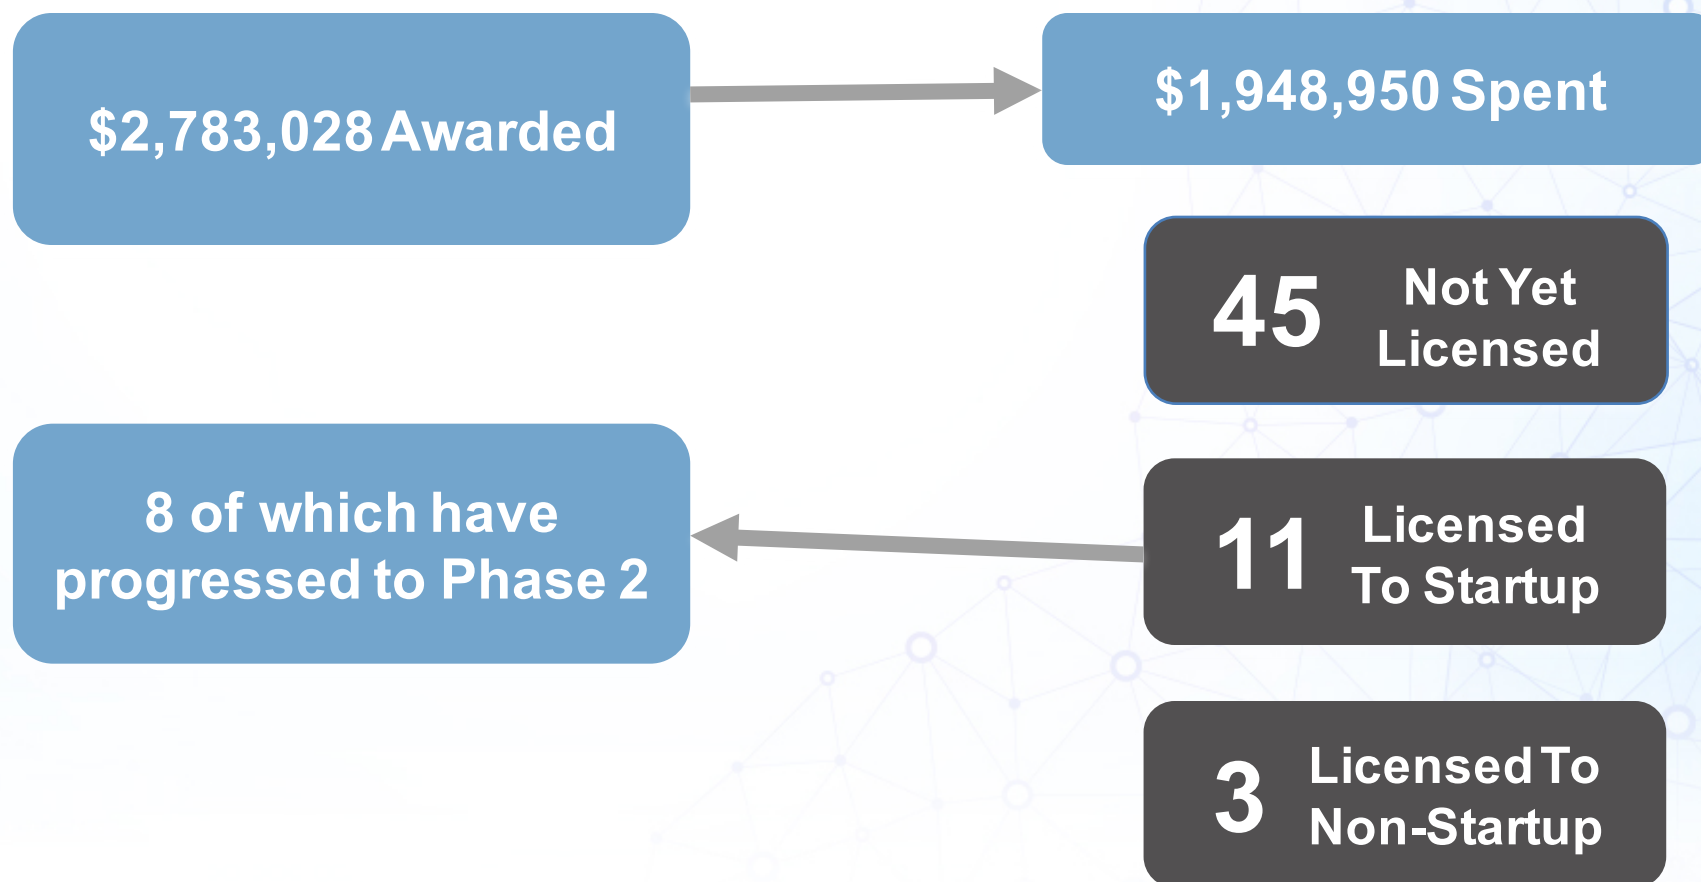 $2,783,028 Awarded
$1,948,950 Spent
45
Not Yet
Licensed
8 of which have
progressed to Phase 2
11
Licensed
To Startup
3
Licensed To
Non-Startup